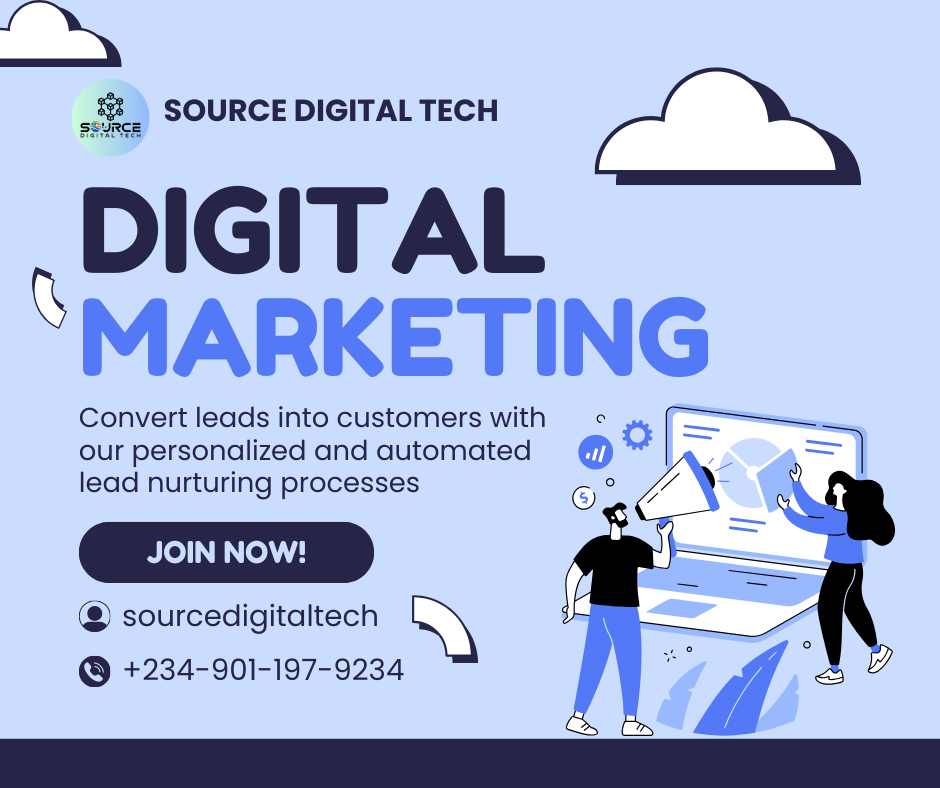 SOURCE
DIGITAL TECH
SOURCE DIGITAL TECH
DIGITAL
MARKETING
Convert leads into customers with
our personalized and automated
lead nurturing processes
JOIN NOW!
sourcedigitaltech
+234-901-197-9234
$